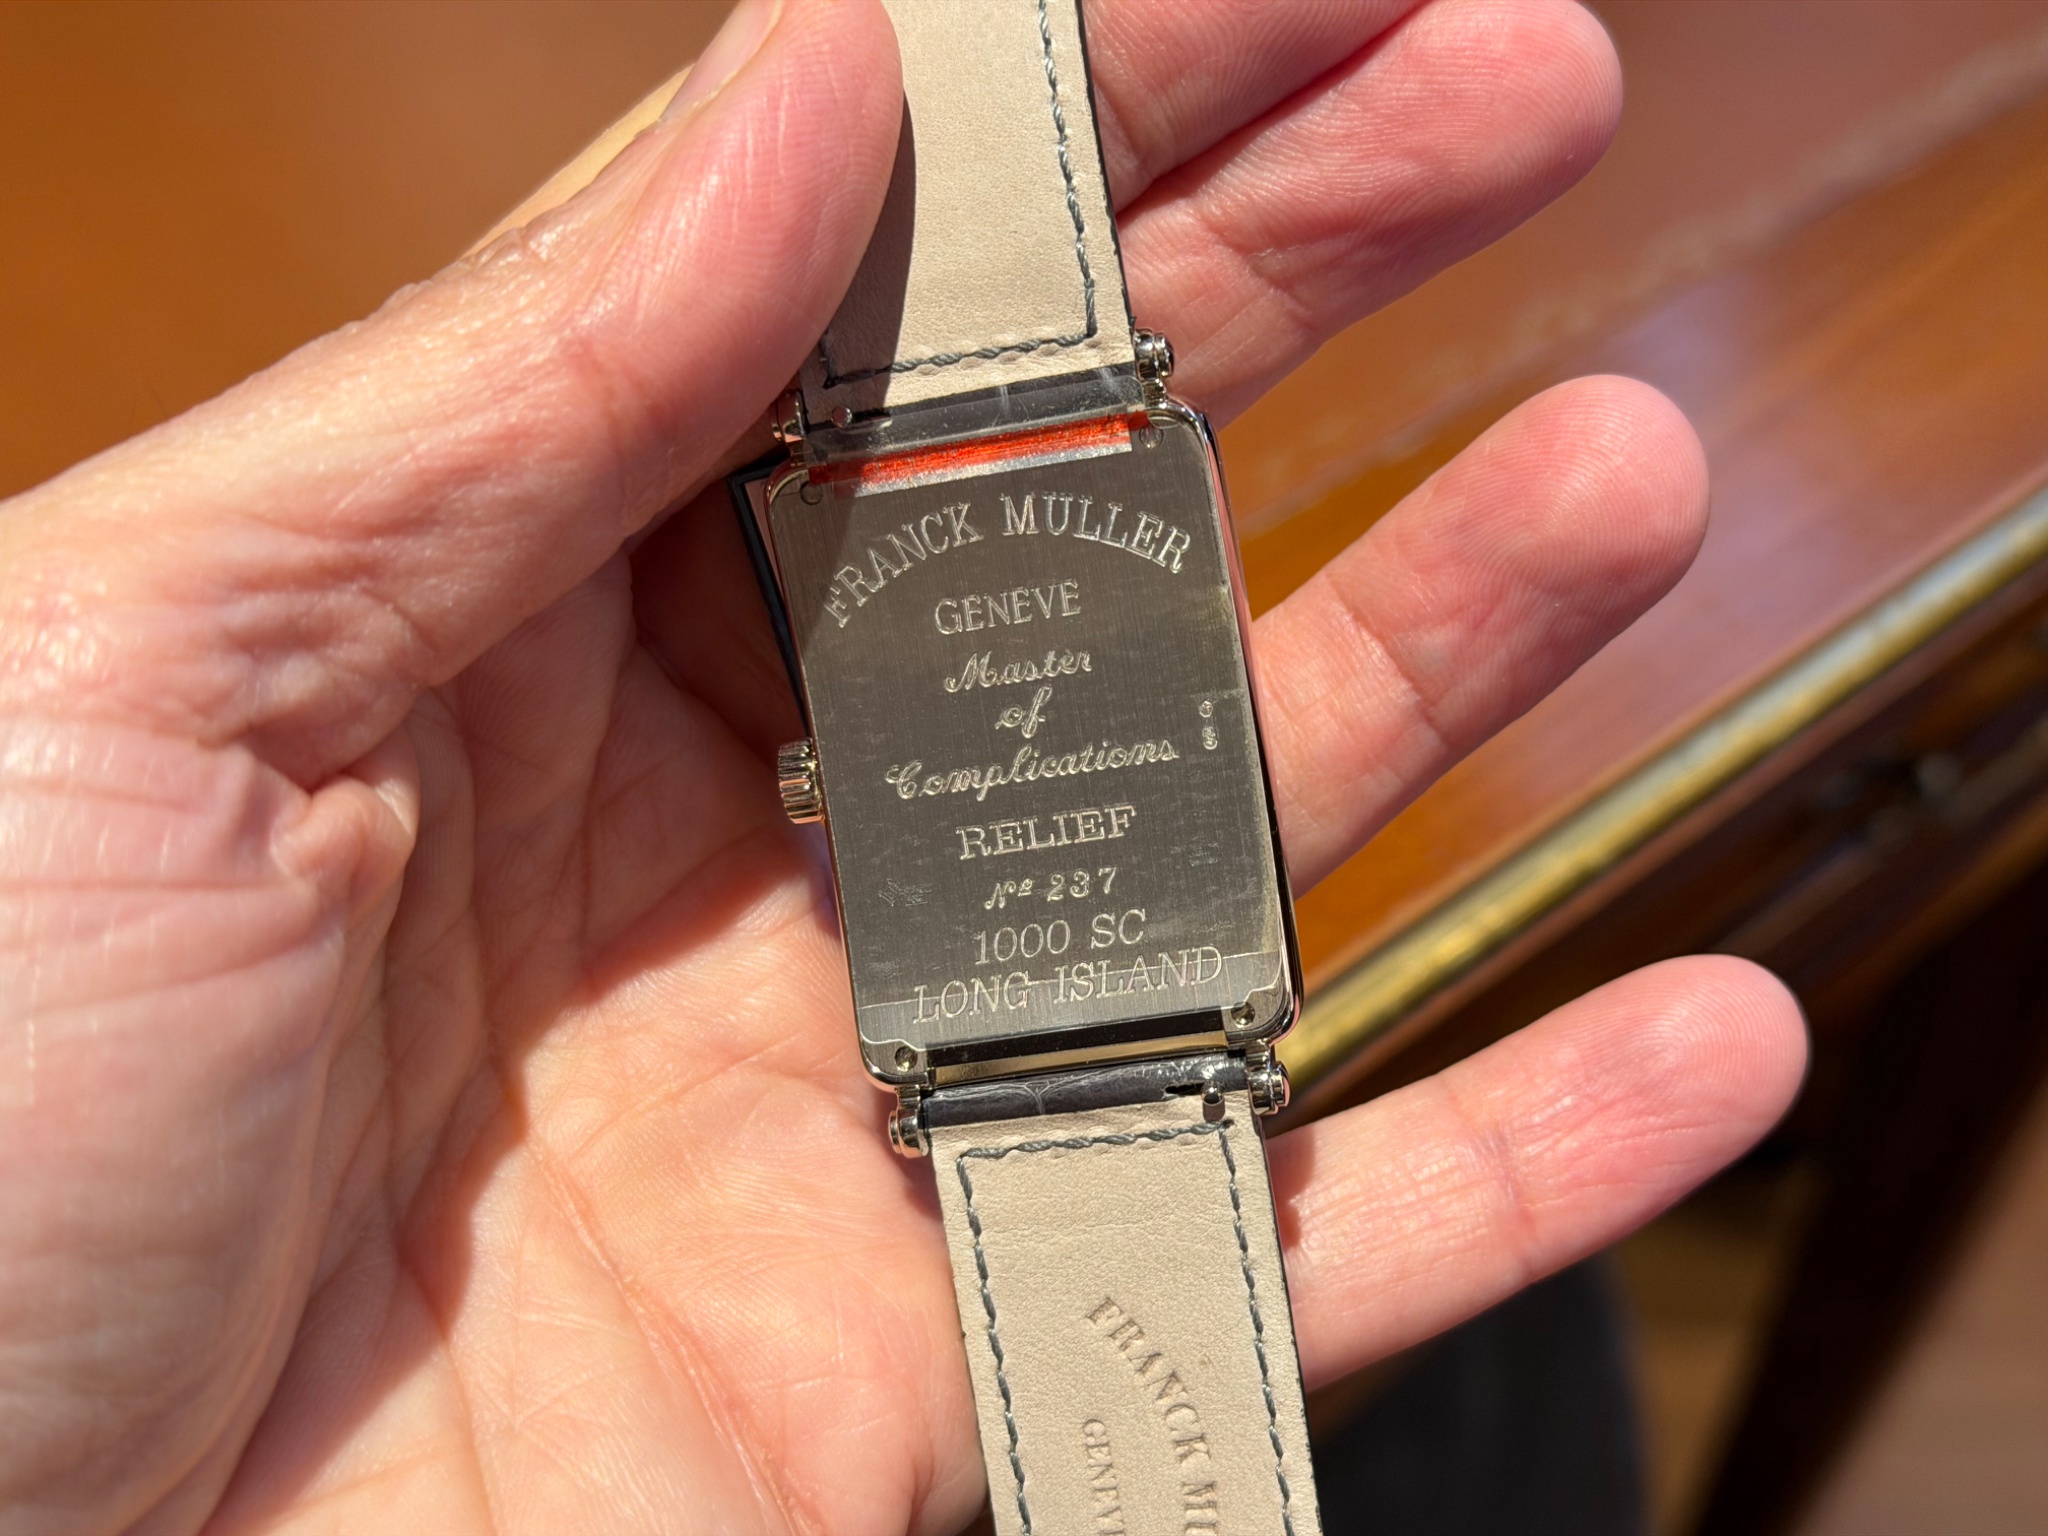 FRANCK MULLER
GENEVE
Master
of
Complications
RELIEF
Nº 237
1000 SC
LONG ISLAND
FRANCK MU
GENEV